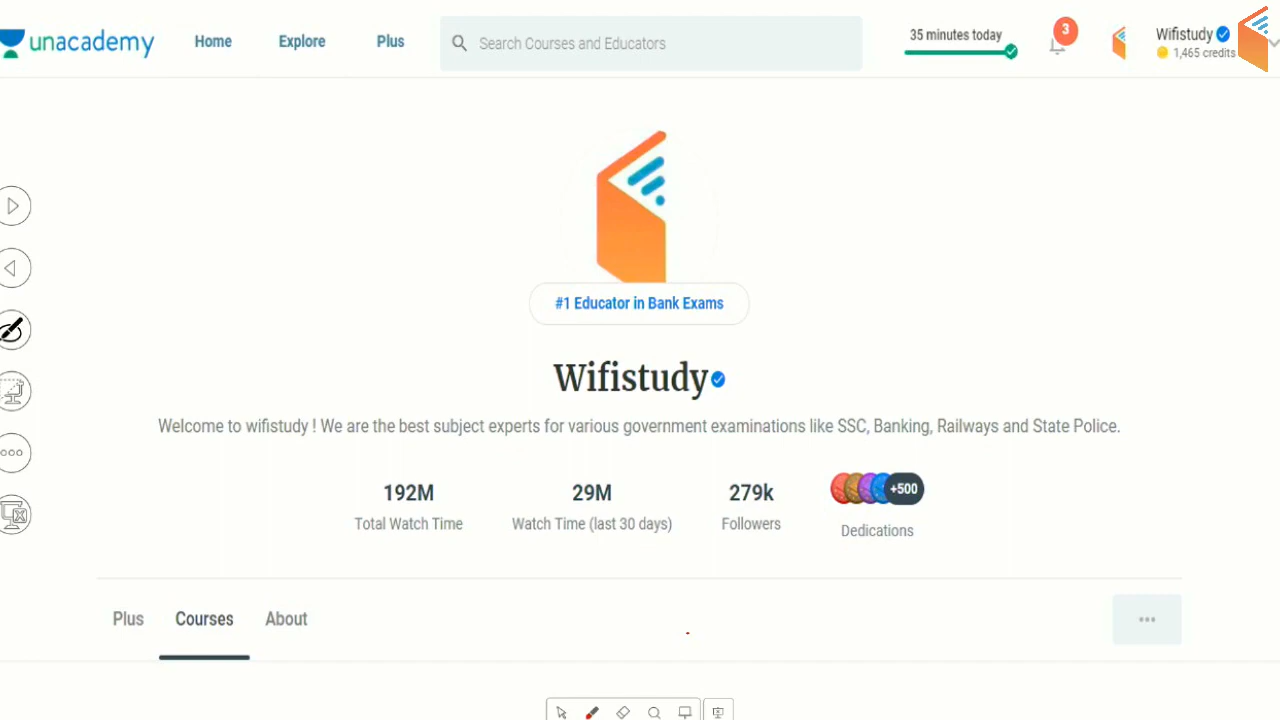 unacademy Home Explore Plus Search Courses and Educators 35 minutes today 3 Wifistudy
1,465 credits
#1 Educator in Bank Exams
Wifistudy
Welcome to wifistudy ! We are the best subject experts for various government examinations like SSC, Banking, Railways and State Police.
192M 29M 279k +500
Total Watch Time Watch Time (last 30 days) Followers Dedications
Plus Courses About